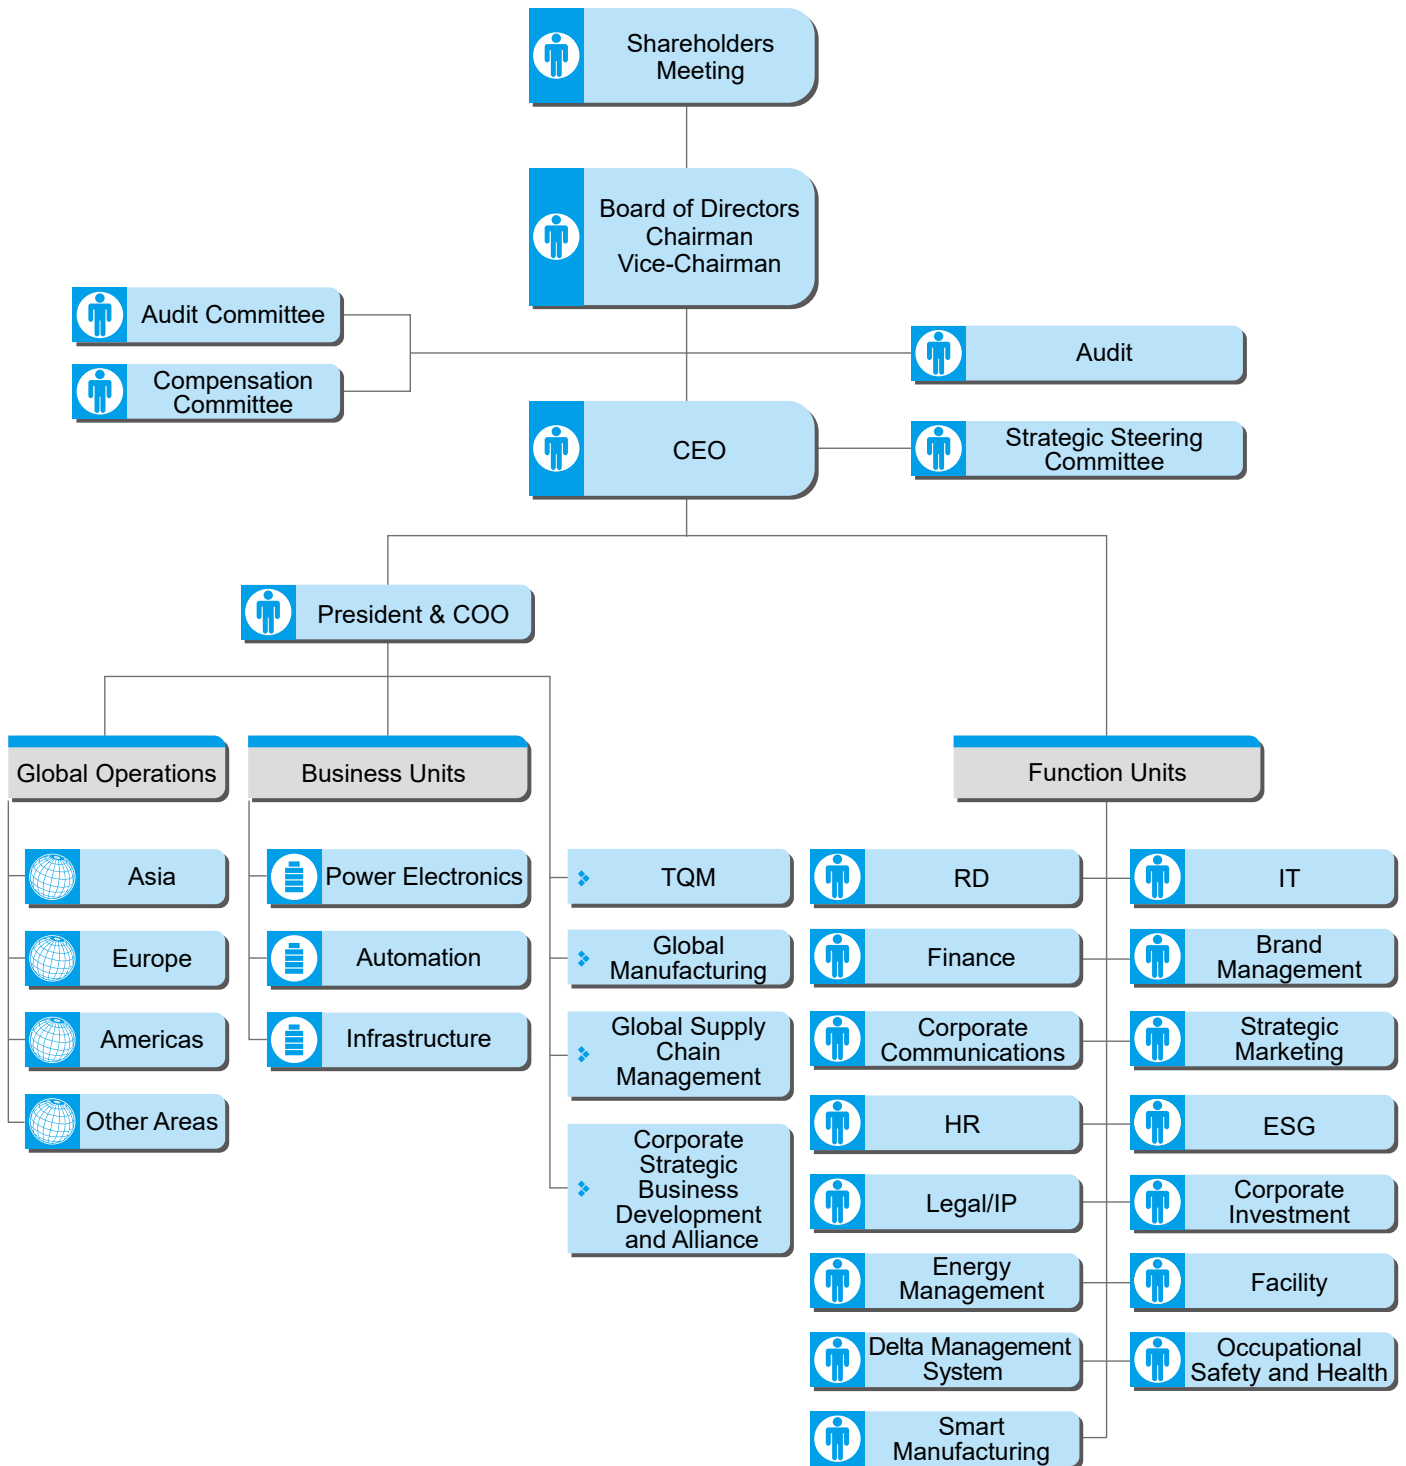 Shareholders
Meeting
Board of Directors
Chairman
Vice-Chairman
Audit Committee
Compensation
Committee
Audit
CEO
Strategic Steering
Committee
President & COO
Global Operations
Business Units
Function Units
Asia
Europe
Americas
Other Areas
Power Electronics
Automation
Infrastructure
TQM
Global
Manufacturing
Global Supply
Chain
Management
Corporate
Strategic
Business
Development
and Alliance
RD
Finance
Corporate
Communications
HR
Legal/IP
Energy
Management
Delta Management
System
Smart
Manufacturing
IT
Brand
Management
Strategic
Marketing
ESG
Corporate
Investment
Facility
Occupational
Safety and Health